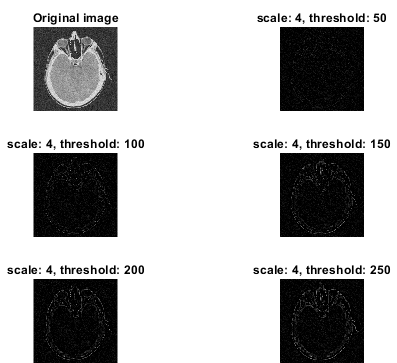 Original image
scale: 4, threshold: 50
scale: 4, threshold: 100
scale: 4, threshold: 150
scale: 4, threshold: 200
scale: 4, threshold: 250